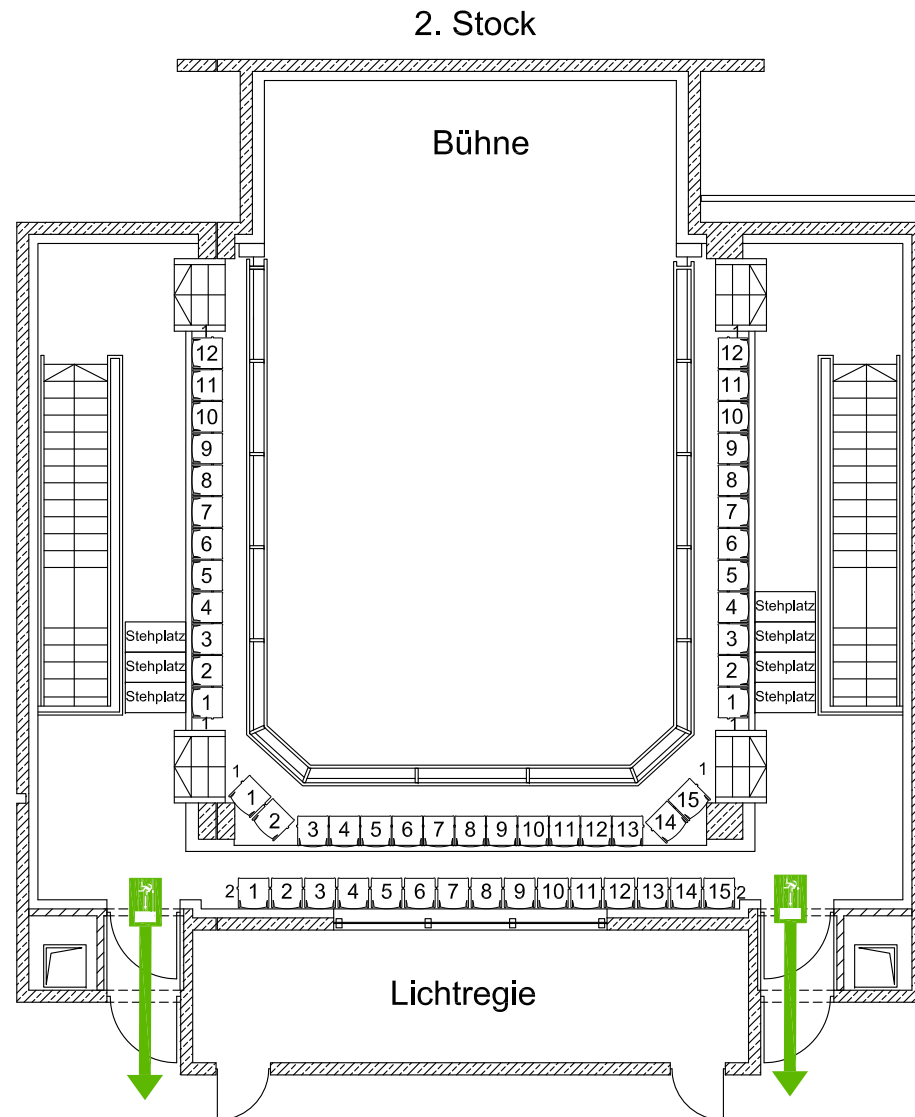 2. Stock
Bühne
1 1
12 12
11 11
10 10
9 9
8 8
7 7
6 6
5 5
4 4 Stehplatz
Stehplatz 3 3 Stehplatz
Stehplatz 2 2 Stehplatz
Stehplatz 1 1 Stehplatz
1 1
1 1 2 3 4 5 6 7 8 9 10 11 12 13 14 15 1
2 1 2 3 4 5 6 7 8 9 10 11 12 13 14 15 2
Lichtregie